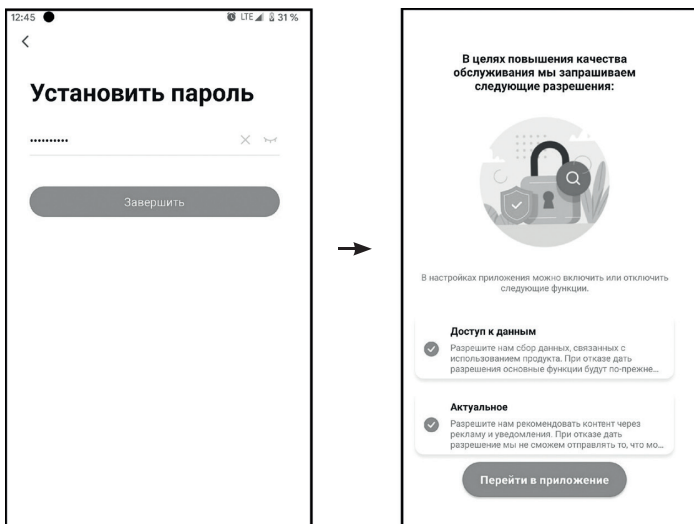 12:45
LTE 31 %
Установить пароль
••••••••••
Завершить
В целях повышения качества
обслуживания мы запрашиваем
следующие разрешения:
В настройках приложения можно включить или отключить
следующие функции.
Доступ к данным
Разрешите нам сбор данных, связанных с
использованием продукта. При отказе дать
разрешения основные функции будут по-прежне...
Актуальное
Разрешите нам рекомендовать контент через
рекламу и уведомления. При отказе дать
разрешение мы не сможем отправлять то, что мо...
Перейти в приложение